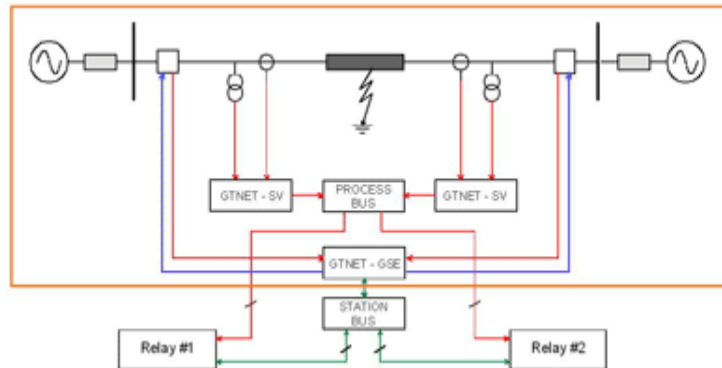 GTNET - SV
PROCESS
BUS
GTNET - SV
GTNET - GSE
STATION
BUS
Relay #1
Relay #2